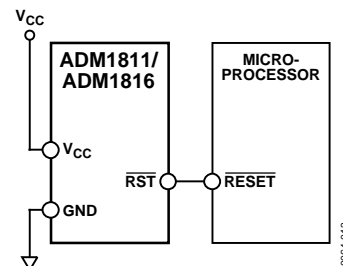 VCC
ADM1811/
ADM1816
MICRO-
PROCESSOR
VCC
RST
RESET
GND